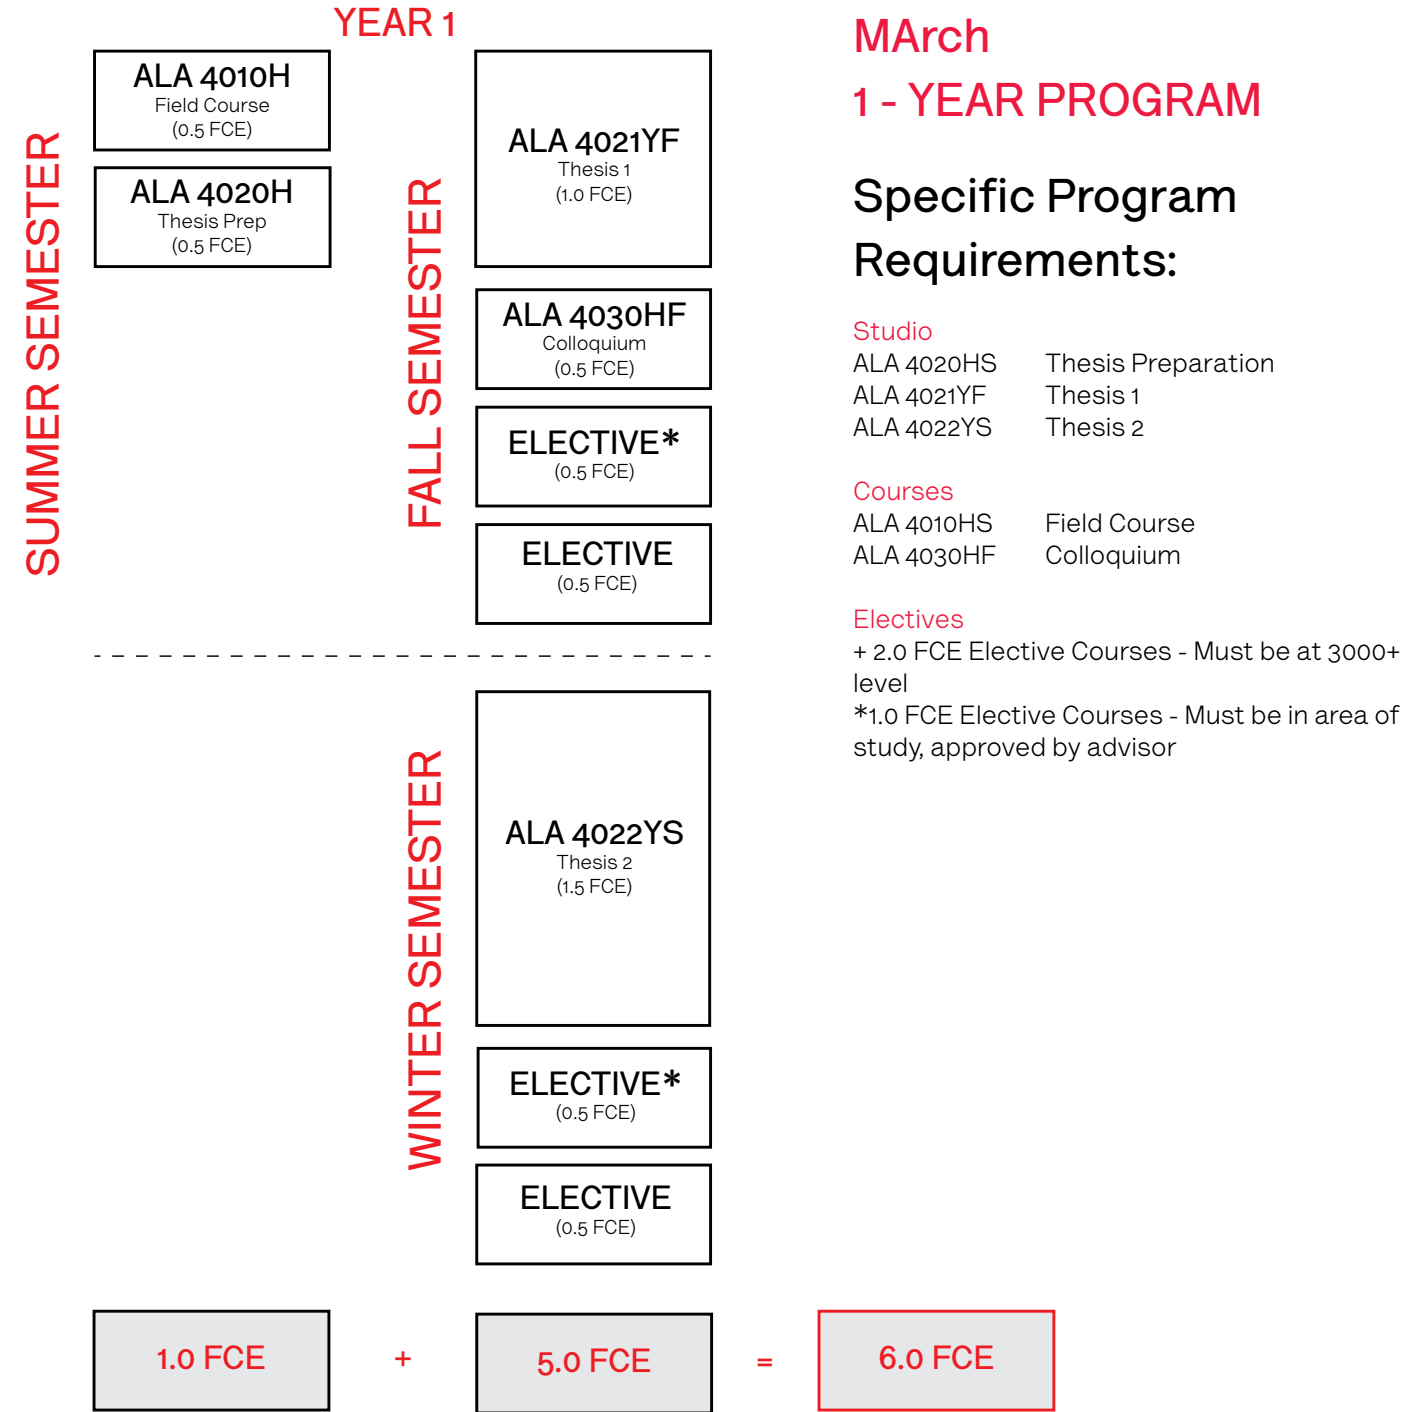 YEAR 1
SUMMER SEMESTER
ALA 4010H
Field Course
(0.5 FCE)
ALA 4020H
Thesis Prep
(0.5 FCE)
FALL SEMESTER
ALA 4021YF
Thesis 1
(1.0 FCE)
ALA 4030HF
Colloquium
(0.5 FCE)
ELECTIVE*
(0.5 FCE)
ELECTIVE
(0.5 FCE)
WINTER SEMESTER
ALA 4022YS
Thesis 2
(1.5 FCE)
ELECTIVE*
(0.5 FCE)
ELECTIVE
(0.5 FCE)
1.0 FCE + 5.0 FCE = 6.0 FCE
MArch
1 - YEAR PROGRAM
Specific Program
Requirements:
Studio
ALA 4020HS Thesis Preparation
ALA 4021YF Thesis 1
ALA 4022YS Thesis 2
Courses
ALA 4010HS Field Course
ALA 4030HF Colloquium
Electives
+ 2.0 FCE Elective Courses - Must be at 3000+
level
*1.0 FCE Elective Courses - Must be in area of
study, approved by advisor